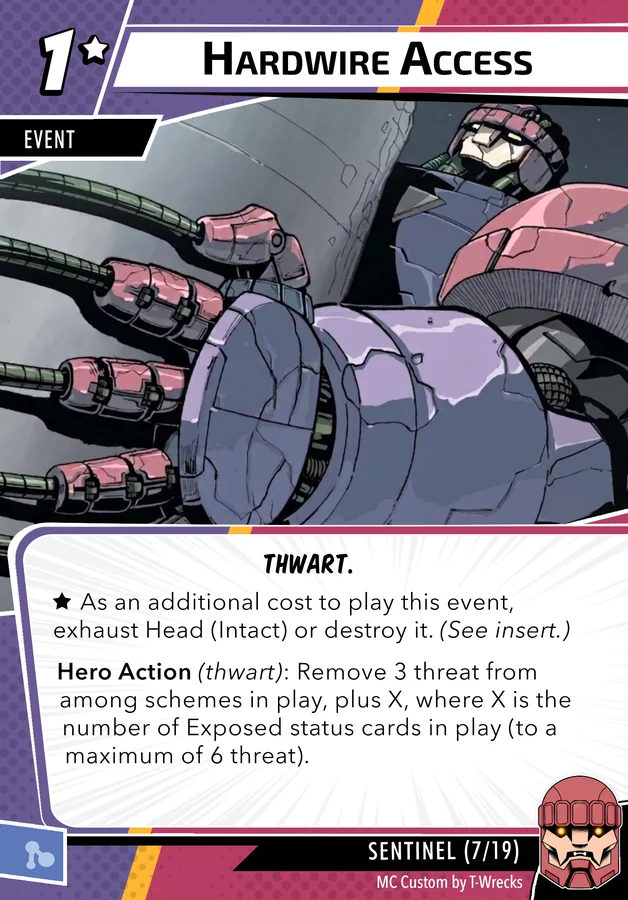 1★
HARDWIRE ACCESS
EVENT
THWART.
★ As an additional cost to play this event,
exhaust Head (Intact) or destroy it. (See insert.)
Hero Action (thwart): Remove 3 threat from
among schemes in play, plus X, where X is the
number of Exposed status cards in play (to a
maximum of 6 threat).
SENTINEL (7/19)
MC Custom by T-Wrecks